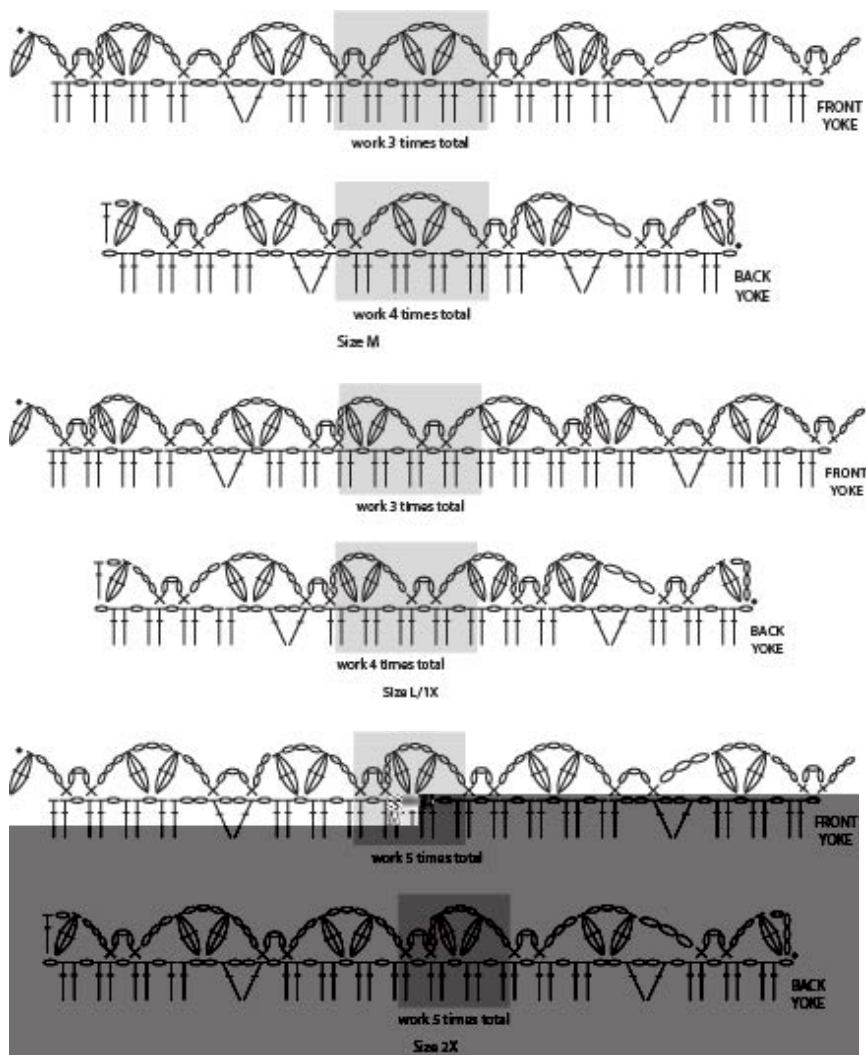 FRONT
YOKE
work 3 times total
BACK
YOKE
work 4 times total
Size M
FRONT
YOKE
work 3 times total
BACK
YOKE
work 4 times total
Size L/1X
FRONT
YOKE
work 5 times total
BACK
YOKE
work 5 times total
Size 2X